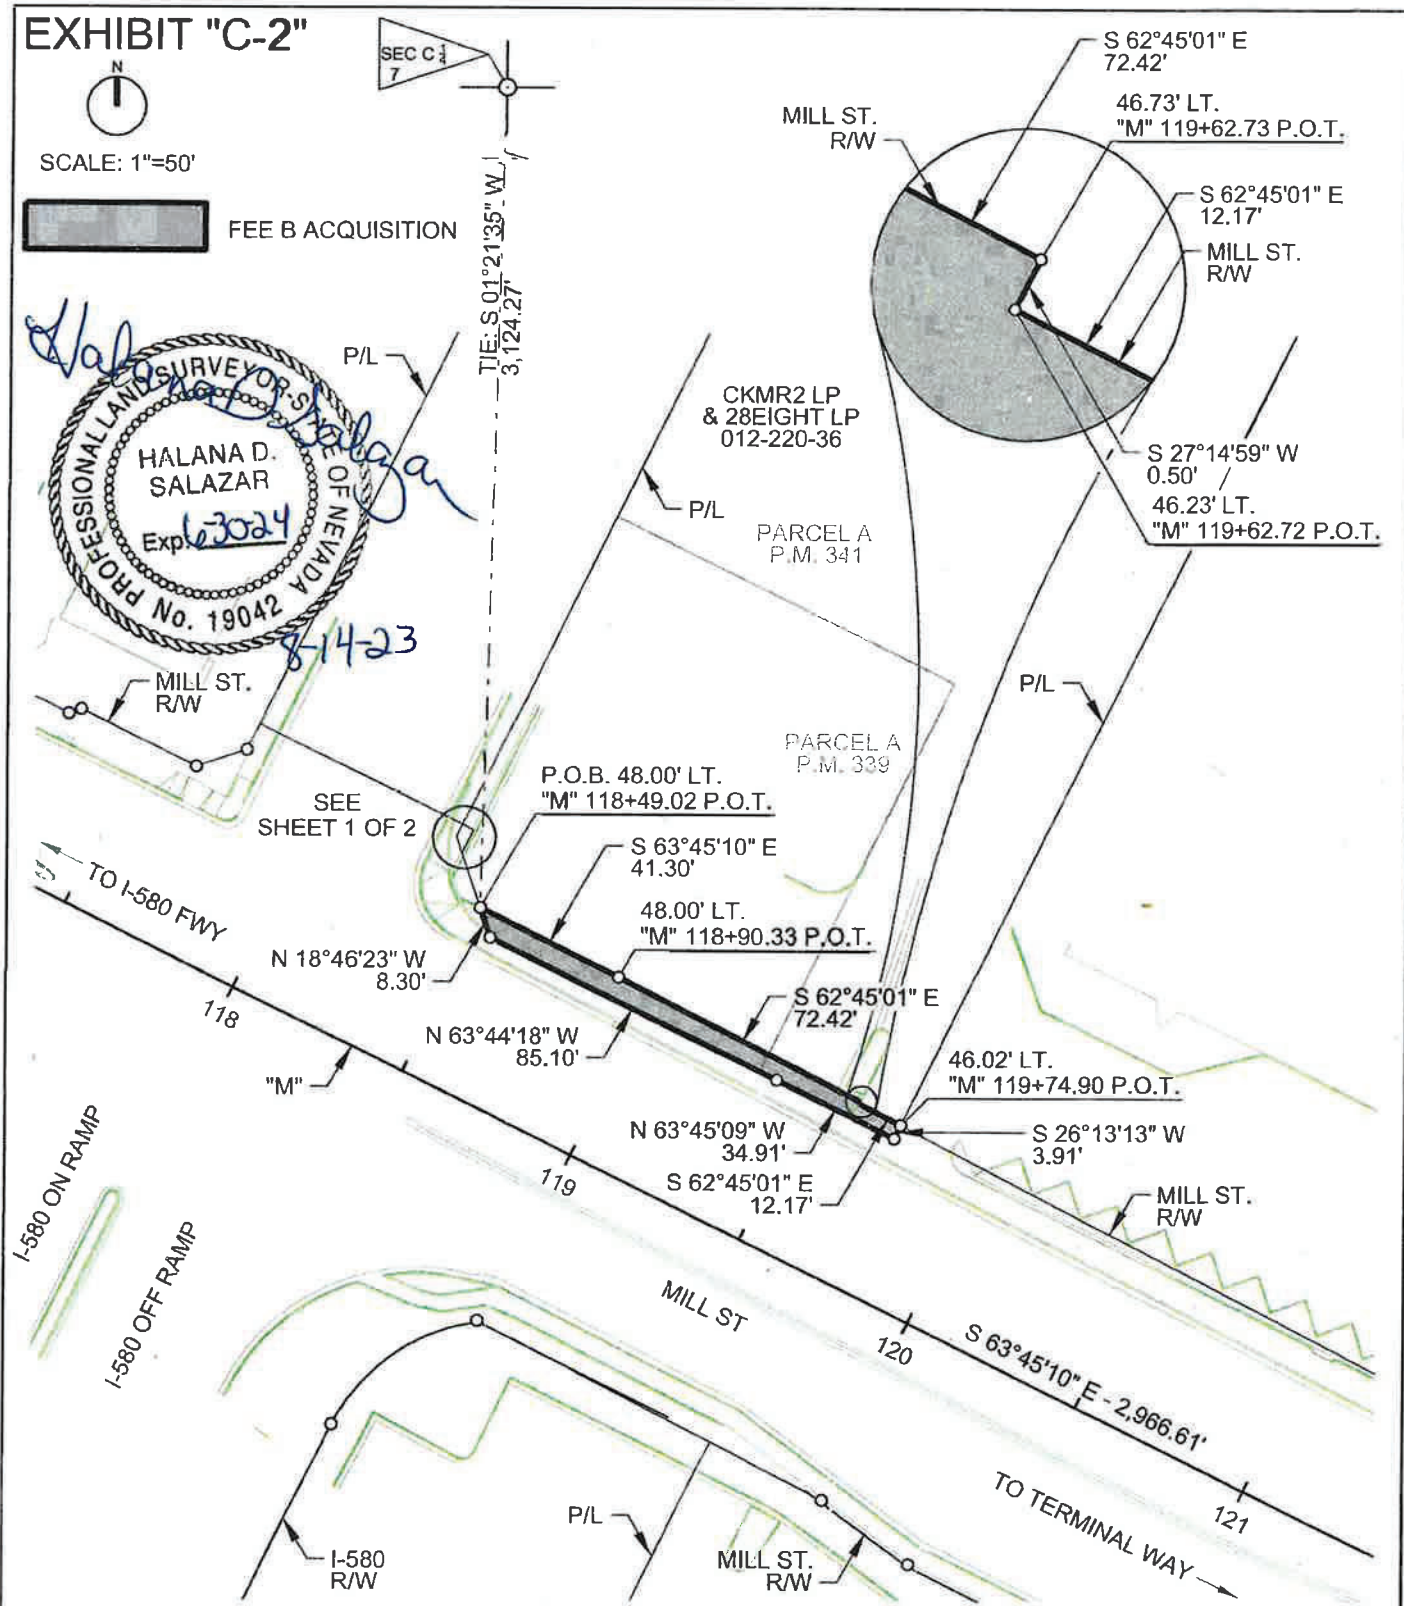 EXHIBIT "C-2"
N
SCALE: 1"=50'
FEE B ACQUISITION
SEC C 1/4
7
TIE: S 01°21'35" W
3,124.27'
S 62°45'01" E
72.42'
46.73' LT.
"M" 119+62.73 P.O.T.
MILL ST.
R/W
S 62°45'01" E
12.17'
MILL ST.
R/W
S 27°14'59" W
0.50'
46.23' LT.
"M" 119+62.72 P.O.T.
Halana D. Salazar
PROFESSIONAL LAND SURVEYOR-STATE OF NEVADA
HALANA D.
SALAZAR
Exp. 6-30-24
No. 19042
8-14-23
P/L
CKMR2 LP
& 28EIGHT LP
012-220-36
P/L
PARCEL A
P.M. 341
P/L
PARCEL A
P.M. 339
MILL ST.
R/W
SEE
SHEET 1 OF 2
P.O.B. 48.00' LT.
"M" 118+49.02 P.O.T.
S 63°45'10" E
41.30'
48.00' LT.
"M" 118+90.33 P.O.T.
TO I-580 FWY
N 18°46'23" W
8.30'
S 62°45'01" E
72.42'
118
N 63°44'18" W
85.10'
"M"
46.02' LT.
"M" 119+74.90 P.O.T.
N 63°45'09" W
34.91'
S 26°13'13" W
3.91'
S 62°45'01" E
12.17'
119
MILL ST.
R/W
I-580 ON RAMP
I-580 OFF RAMP
MILL ST
120
S 63°45'10" E - 2,966.61'
121
TO TERMINAL WAY
P/L
I-580
R/W
MILL ST.
R/W